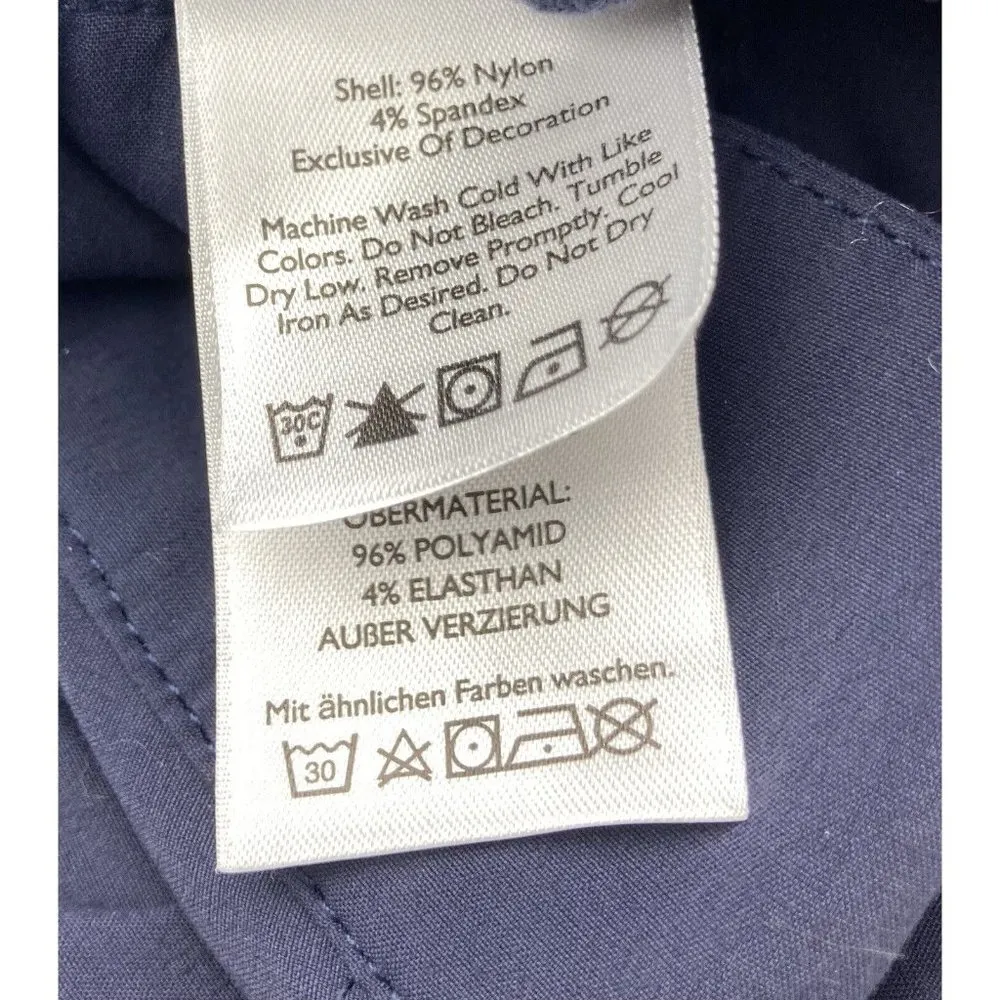 Shell: 96% Nylon
4% Spandex
Exclusive Of Decoration
Machine Wash Cold With Like
Colors. Do Not Bleach. Tumble
Dry Low. Remove Promptly. Cool
Iron As Desired. Do Not Dry
Clean.
30C
OBERMATERIAL:
96% POLYAMID
4% ELASTHAN
AUßER VERZIERUNG
Mit ähnlichen Farben waschen.
30